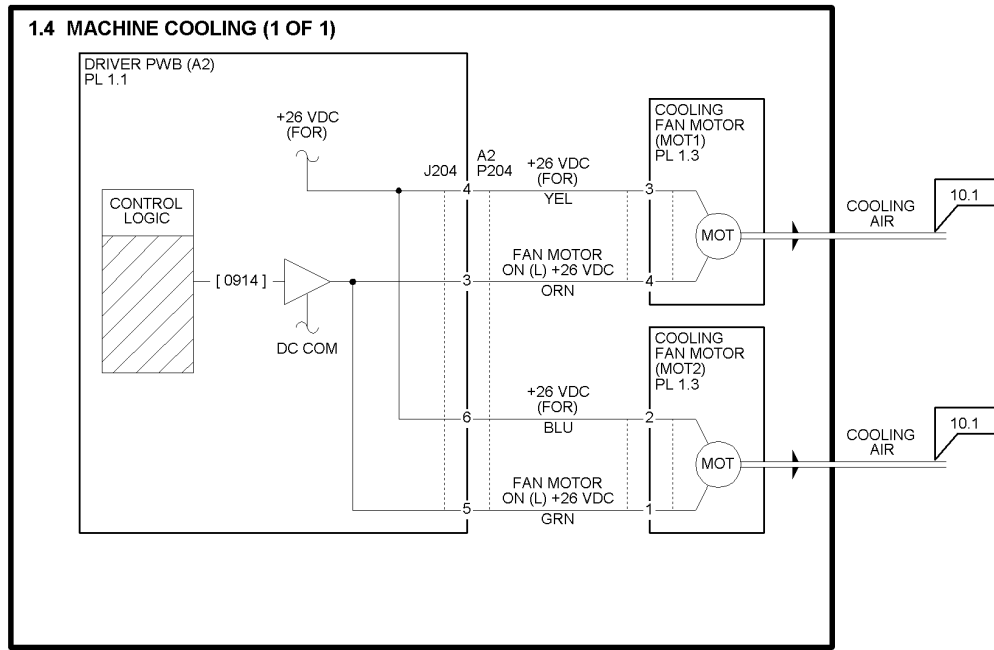 1.4 MACHINE COOLING (1 OF 1)
DRIVER PWB (A2)
PL 1.1
+26 VDC
(FOR)
CONTROL
LOGIC
[ 0914 ]
DC COM
J204
A2
P204
4
+26 VDC
(FOR)
YEL
3
3
FAN MOTOR
ON (L) +26 VDC
ORN
4
6
+26 VDC
(FOR)
BLU
2
5
FAN MOTOR
ON (L) +26 VDC
GRN
1
COOLING
FAN MOTOR
(MOT1)
PL 1.3
MOT
COOLING
AIR
10.1
COOLING
FAN MOTOR
(MOT2)
PL 1.3
MOT
COOLING
AIR
10.1